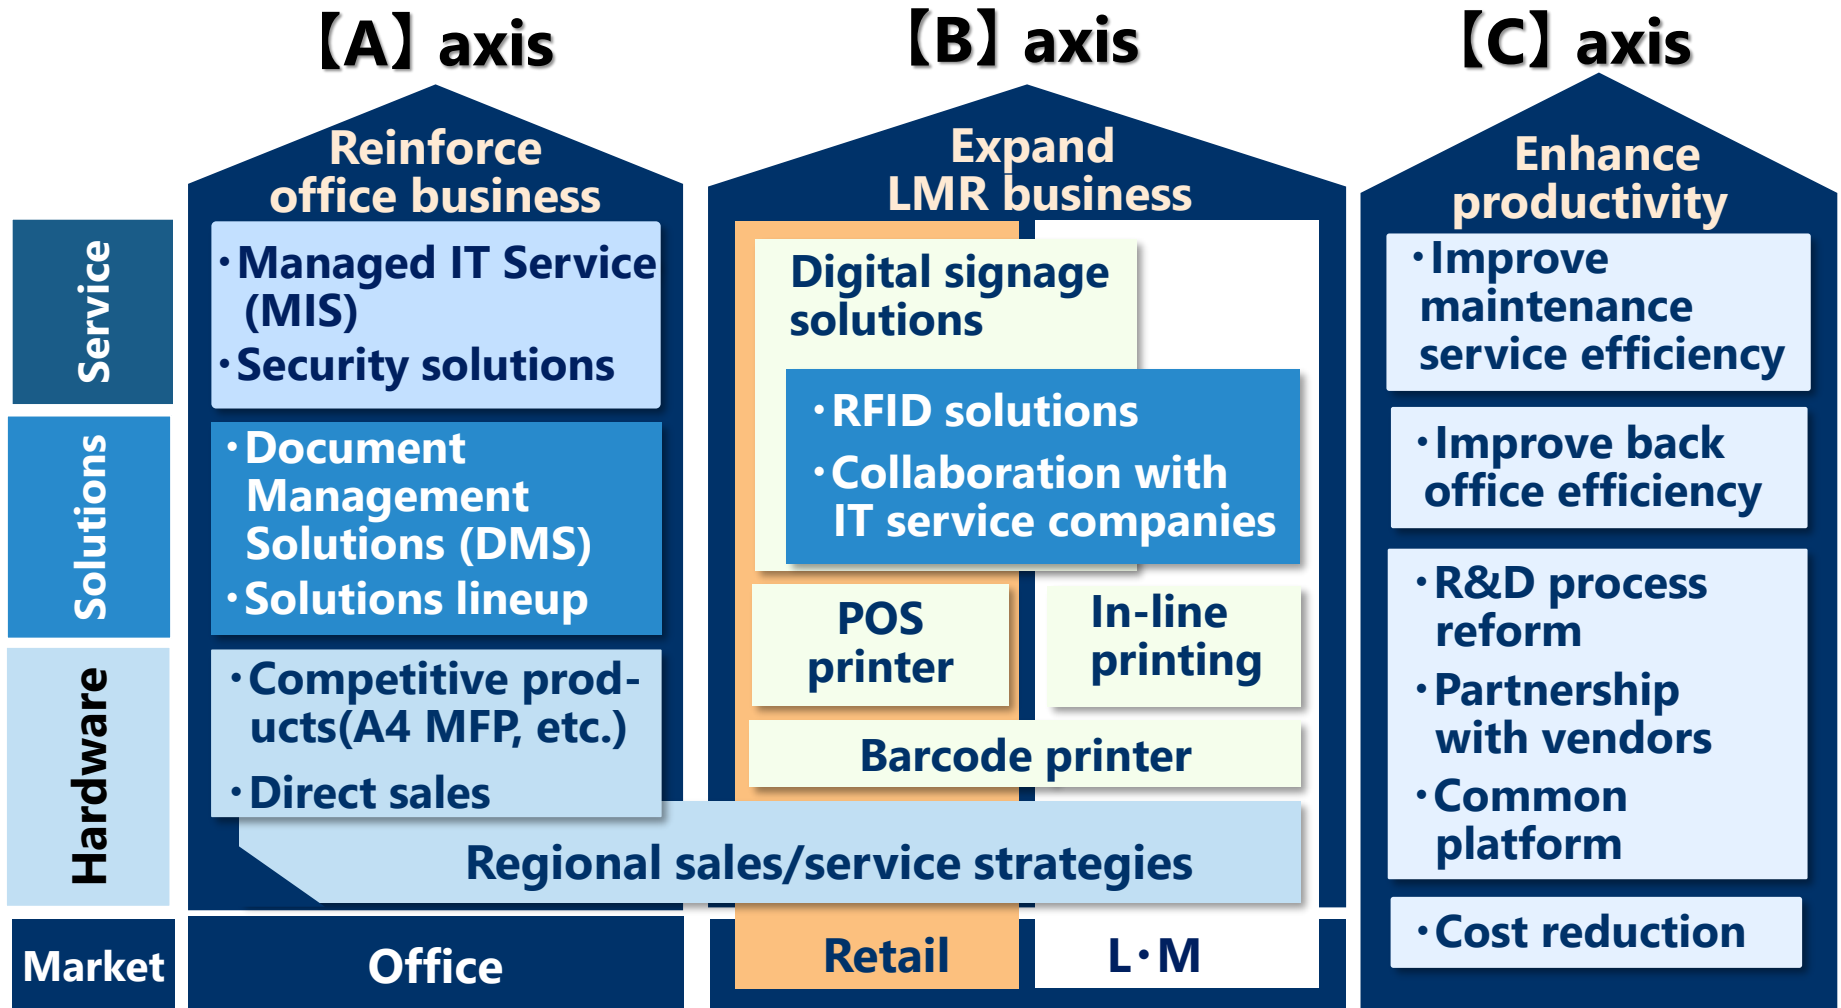 【A】 axis
Reinforce
office business
・Managed IT Service
(MIS)
・Security solutions
・Document
Management
Solutions (DMS)
・Solutions lineup
・Competitive prod-
ucts(A4 MFP, etc.)
・Direct sales
【B】 axis
Expand
LMR business
Digital signage
solutions
・RFID solutions
・Collaboration with
IT service companies
POS
printer
In-line
printing
Barcode printer
Regional sales/service strategies
【C】 axis
Enhance
productivity
・Improve
maintenance
service efficiency
・Improve back
office efficiency
・R&D process
reform
・Partnership
with vendors
・Common
platform
・Cost reduction
Service
Solutions
Hardware
Market
Office
Retail
L・M